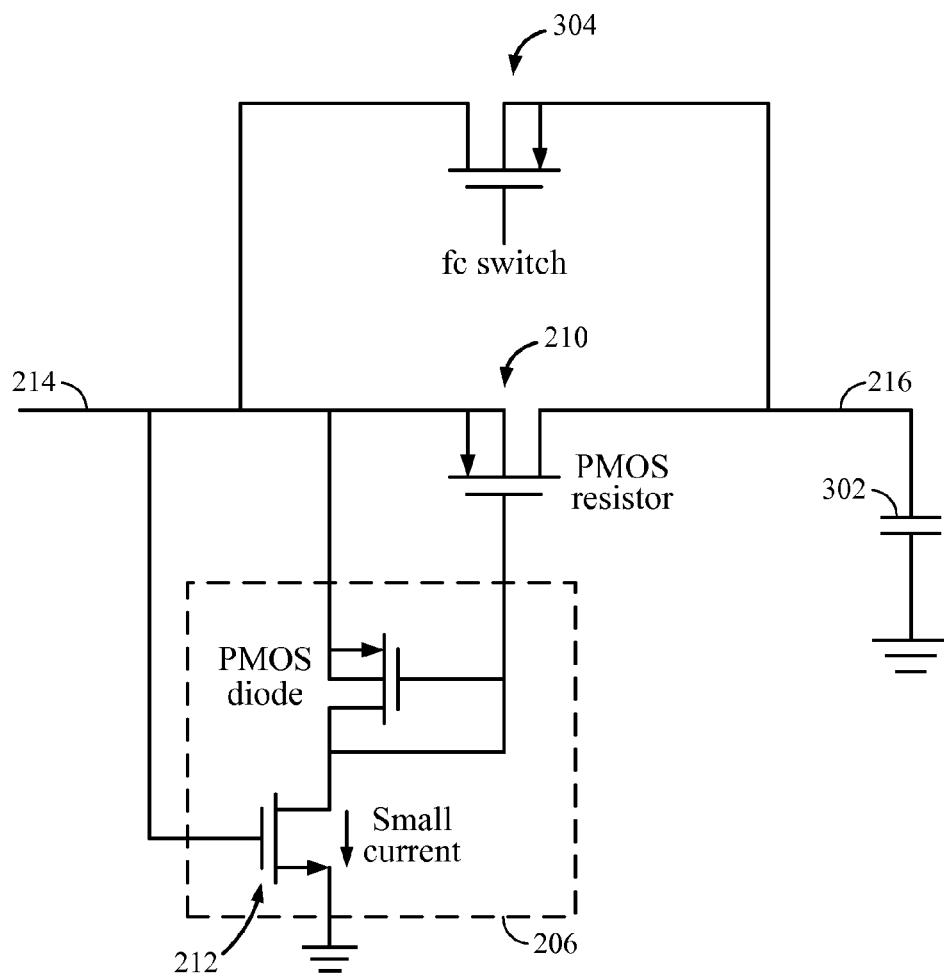 304
fc switch
210
214
216
PMOS
resistor
302
PMOS
diode
Small
current
212
206